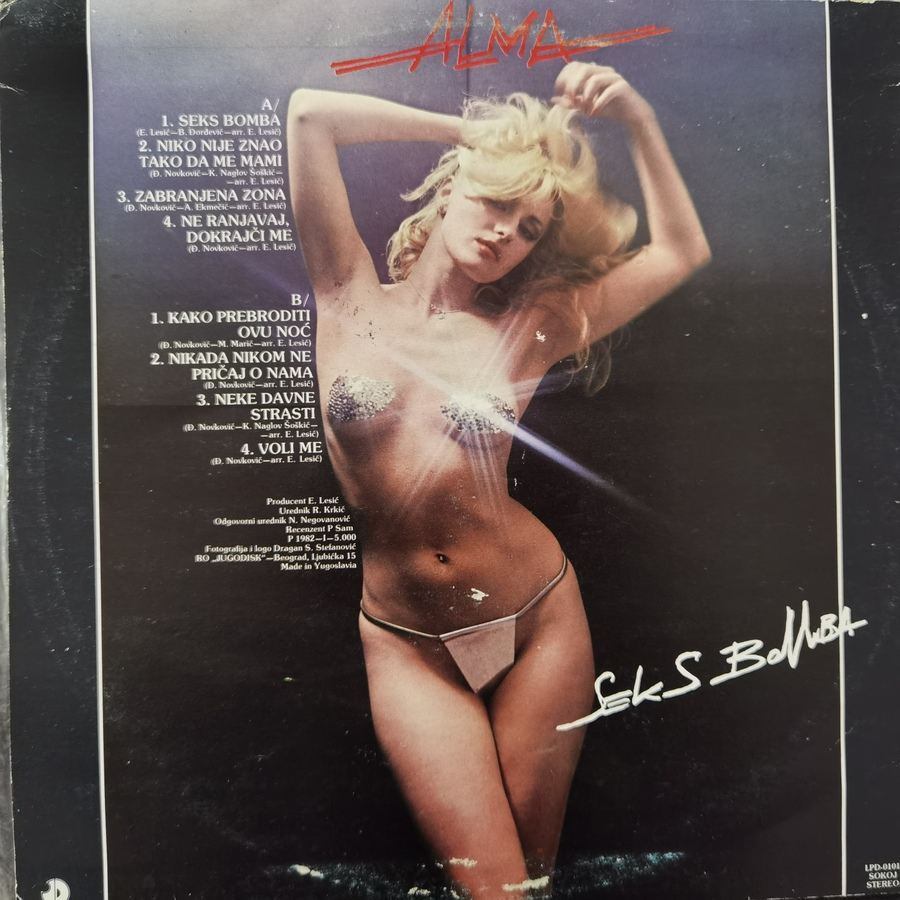 ALMA
A/
1. SEKS BOMBA
(E. Lesić—B. Đorđević—arr. E. Lesić)
2. NIKO NIJE ZNAO
TAKO DA ME MAMI
(Đ. Novković—K. Naglov Šoškić—
—arr. E. Lesić)
3. ZABRANJENA ZONA
(Đ. Novković—A. Ekmečić—arr. E. Lesić)
4. NE RANJAVAJ,
DOKRAJČI ME
(Đ. Novković—arr. E. Lesić)
B/
1. KAKO PREBRODITI
OVU NOĆ
(Đ. Novković—M. Marić—arr. E. Lesić)
2. NIKADA NIKOM NE
PRIČAJ O NAMA
(Đ. Novković—arr. E. Lesić)
3. NEKE DAVNE
STRASTI
(Đ. Novković—K. Naglov Šoškić—
—arr. E. Lesić)
4. VOLI ME
(Đ. Novković—arr. E. Lesić)
Producent E. Lesić
Urednik R. Krkić
Odgovorni urednik N. Negovanović
Recenzent P Sam
P 1982—I—5.000
Fotografija i logo Dragan S. Stefanović
RO „JUGODISK"—Beograd, Ljubićka 15
Made in Yugoslavia
SEKS BOMBA
JD
LPD-0101
SOKOJ
STEREO